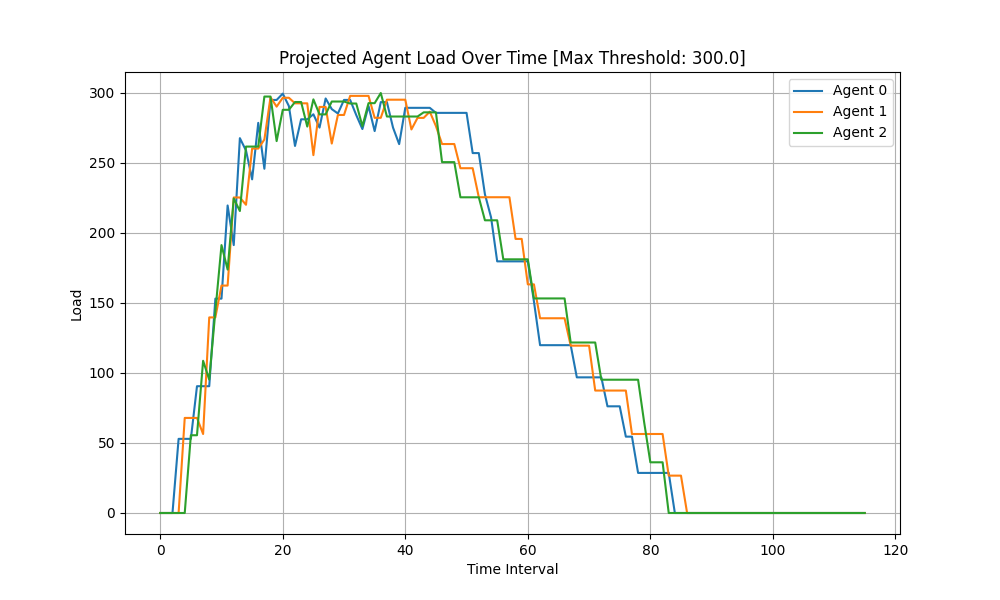 Projected Agent Load Over Time [Max Threshold: 300.0]
Agent 0
Agent 1
Agent 2
Load
300
250
200
150
100
50
0
0 20 40 60 80 100 120
Time Interval